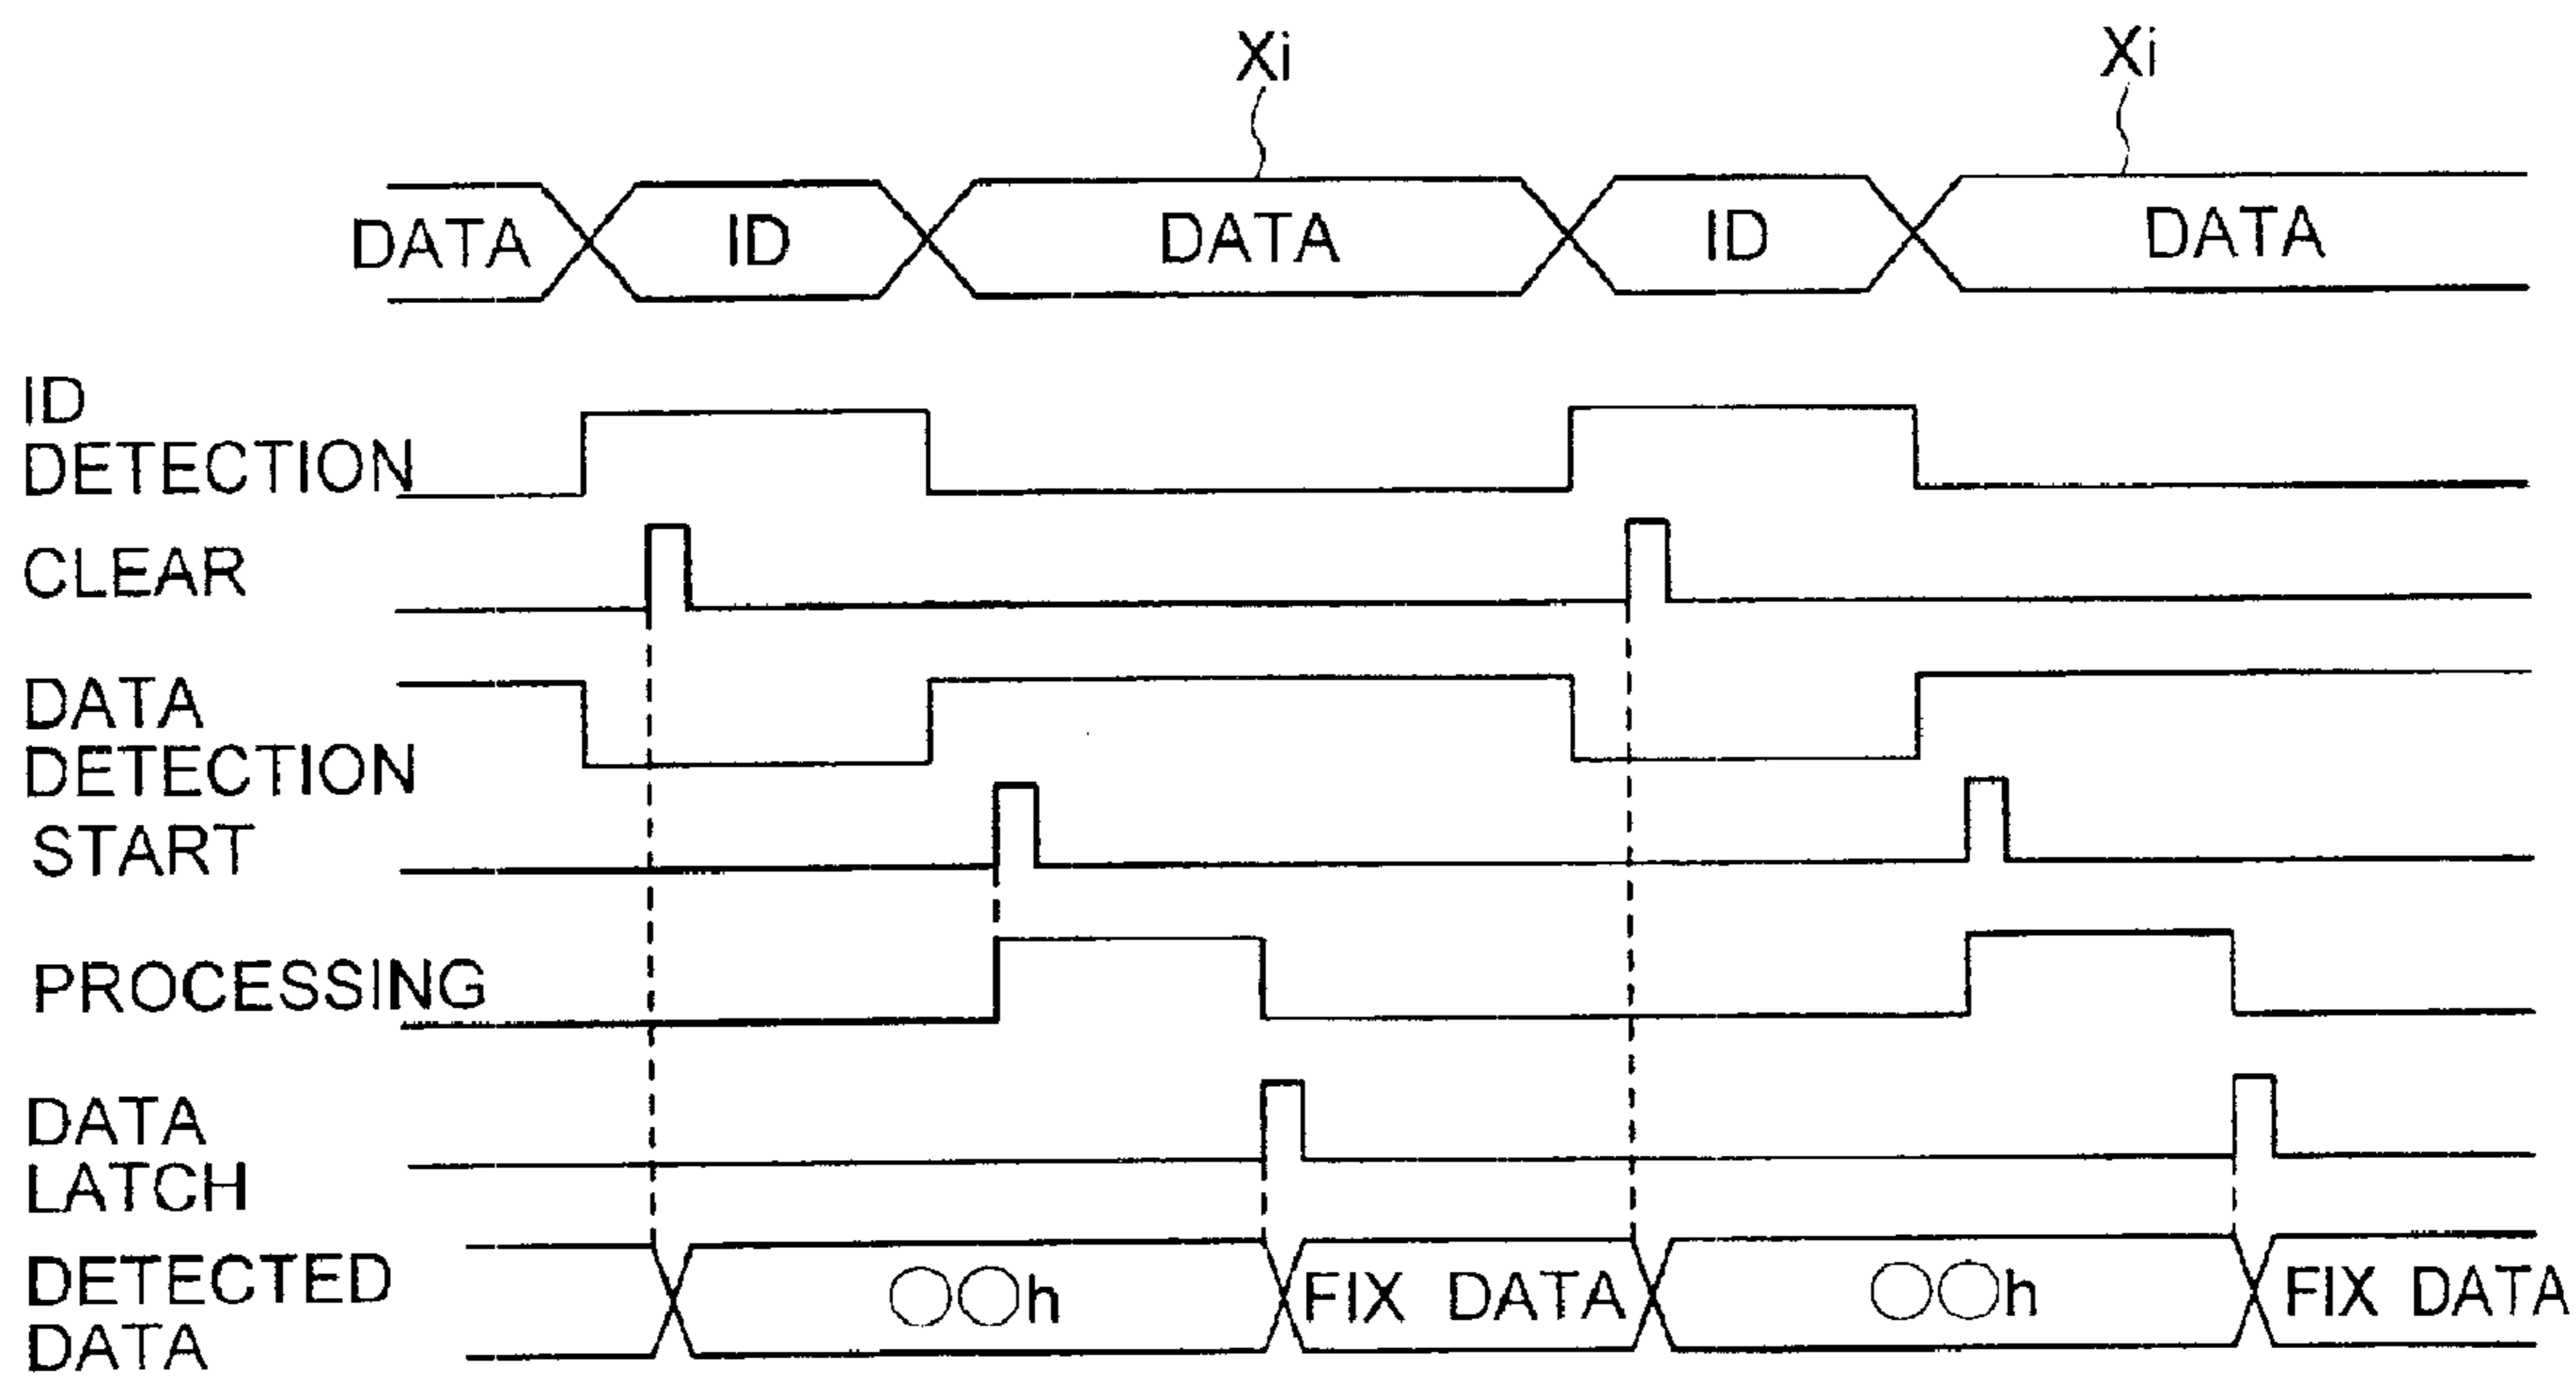 Xi Xi
DATA ID DATA ID DATA
ID
DETECTION
CLEAR
DATA
DETECTION
START
PROCESSING
DATA
LATCH
DETECTED
DATA
○○h FIX DATA ○○h FIX DATA